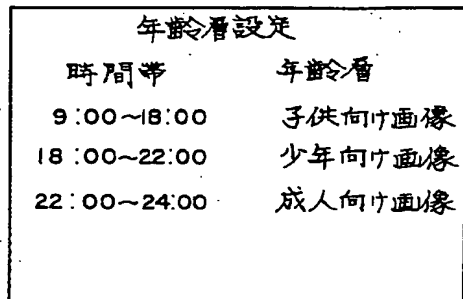 年齢層設定
時間帯 年齢層
9:00~18:00 子供向け画像
18:00~22:00 少年向け画像
22:00~24:00 成人向け画像